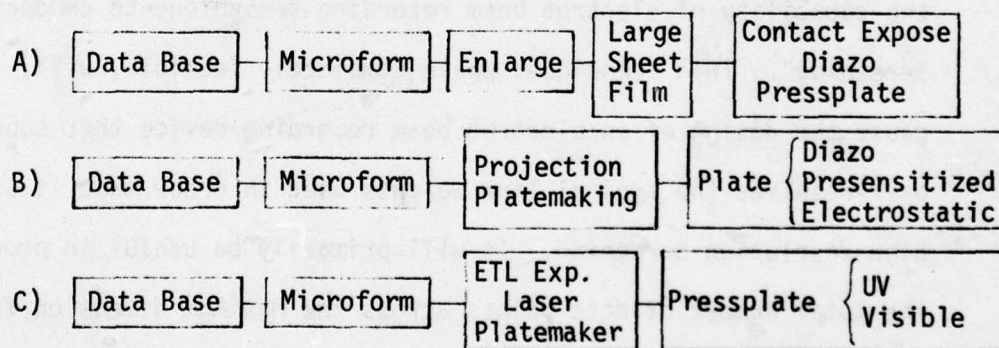 A) Data Base Microform Enlarge Large Sheet Film Contact Expose Diazo Pressplate
B) Data Base Microform Projection Platemaking Plate Diazo Presensitized Electrostatic
C) Data Base Microform ETL Exp. Laser Platemaker Pressplate UV Visible